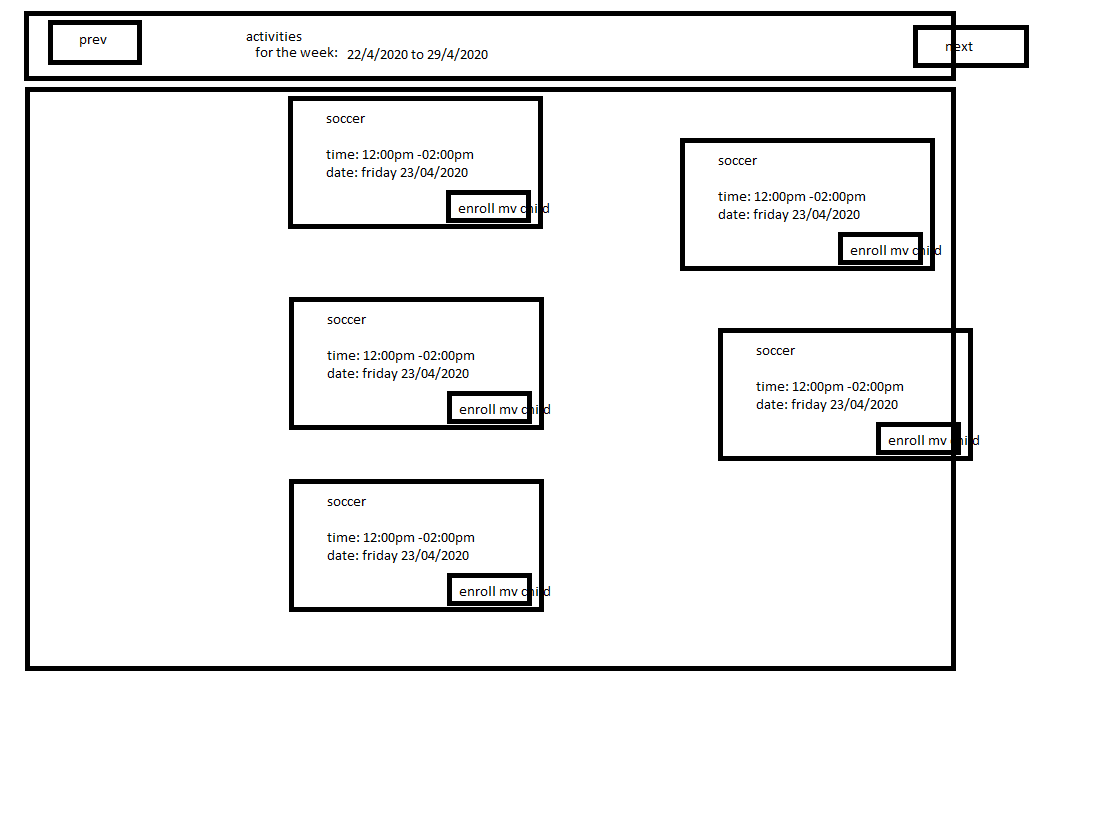 prev
activities
for the week: 22/4/2020 to 29/4/2020
next
soccer
time: 12:00pm -02:00pm
date: friday 23/04/2020
enroll mv child
soccer
time: 12:00pm -02:00pm
date: friday 23/04/2020
enroll mv child
soccer
time: 12:00pm -02:00pm
date: friday 23/04/2020
enroll mv child
soccer
time: 12:00pm -02:00pm
date: friday 23/04/2020
enroll mv child
soccer
time: 12:00pm -02:00pm
date: friday 23/04/2020
enroll mv child